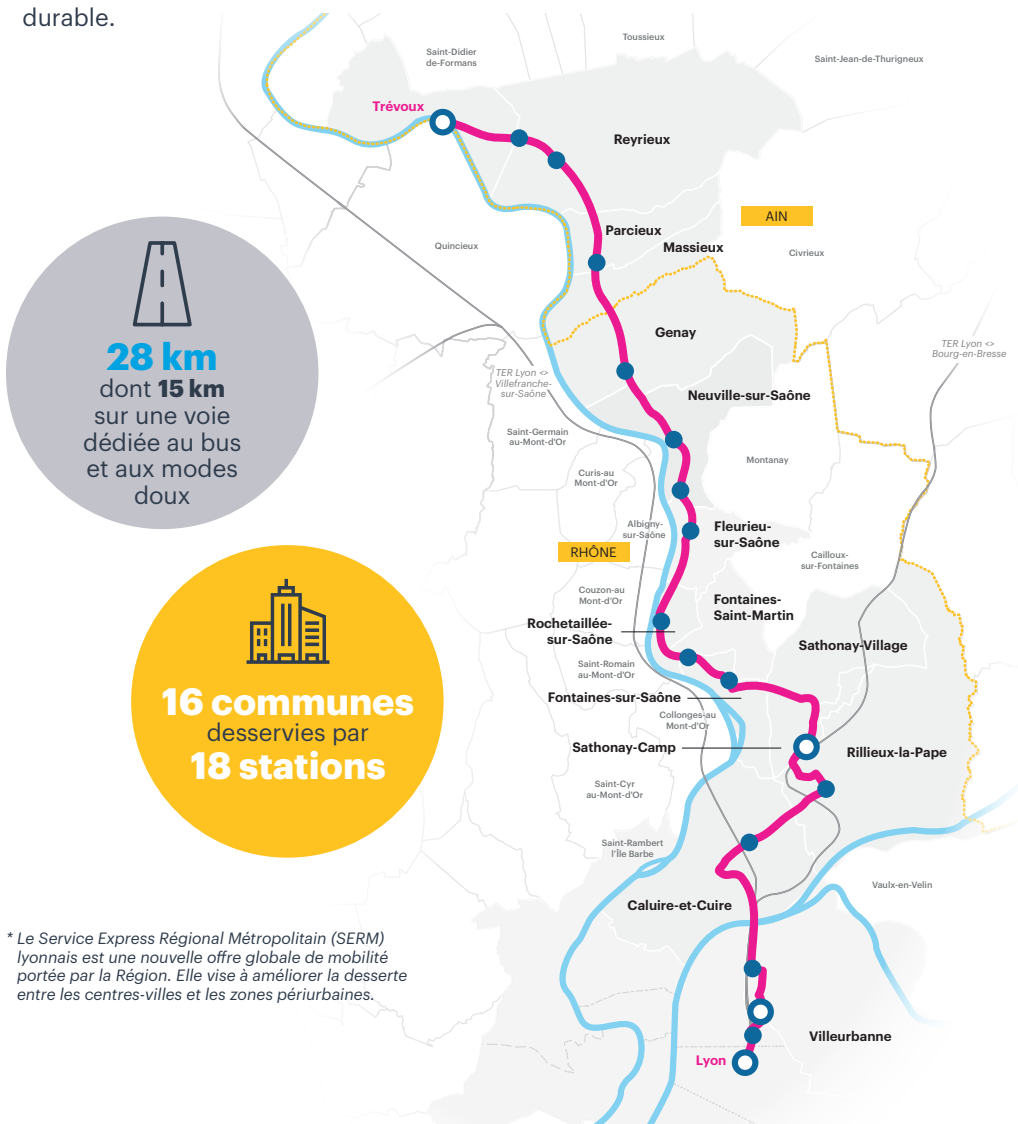 durable.
Saint-Didier
de-Formans
Toussieux
Saint-Jean-de-Thurigneux
Trévoux
Reyrieux
AIN
Parcieux
Massieux
Quincieux
Civrieux
28 km
dont 15 km
sur une voie
dédiée au bus
et aux modes
doux
Genay
TER Lyon <>
Bourg-en-Bresse
TER Lyon <>
Villefranche-
sur-Saône
Neuville-sur-Saône
Saint-Germain
au-Mont-d'Or
Montanay
Curis-au
Mont-d'Or
Albigny-
sur-Saône
Fleurieu-
sur-Saône
RHÔNE
Cailloux-
sur-Fontaines
Couzon-au
Mont-d'Or
Fontaines-
Saint-Martin
Rochetaillée-
sur-Saône
Sathonay-Village
Saint-Romain
au-Mont-d'Or
Fontaines-sur-Saône
Collonges-au
Mont-d'Or
16 communes
desservies par
18 stations
Sathonay-Camp
Rillieux-la-Pape
Saint-Cyr
au-Mont-d'Or
Saint-Rambert
l'Île Barbe
Vaulx-en-Velin
Caluire-et-Cuire
* Le Service Express Régional Métropolitain (SERM)
lyonnais est une nouvelle offre globale de mobilité
portée par la Région. Elle vise à améliorer la desserte
entre les centres-villes et les zones périurbaines.
Villeurbanne
Lyon